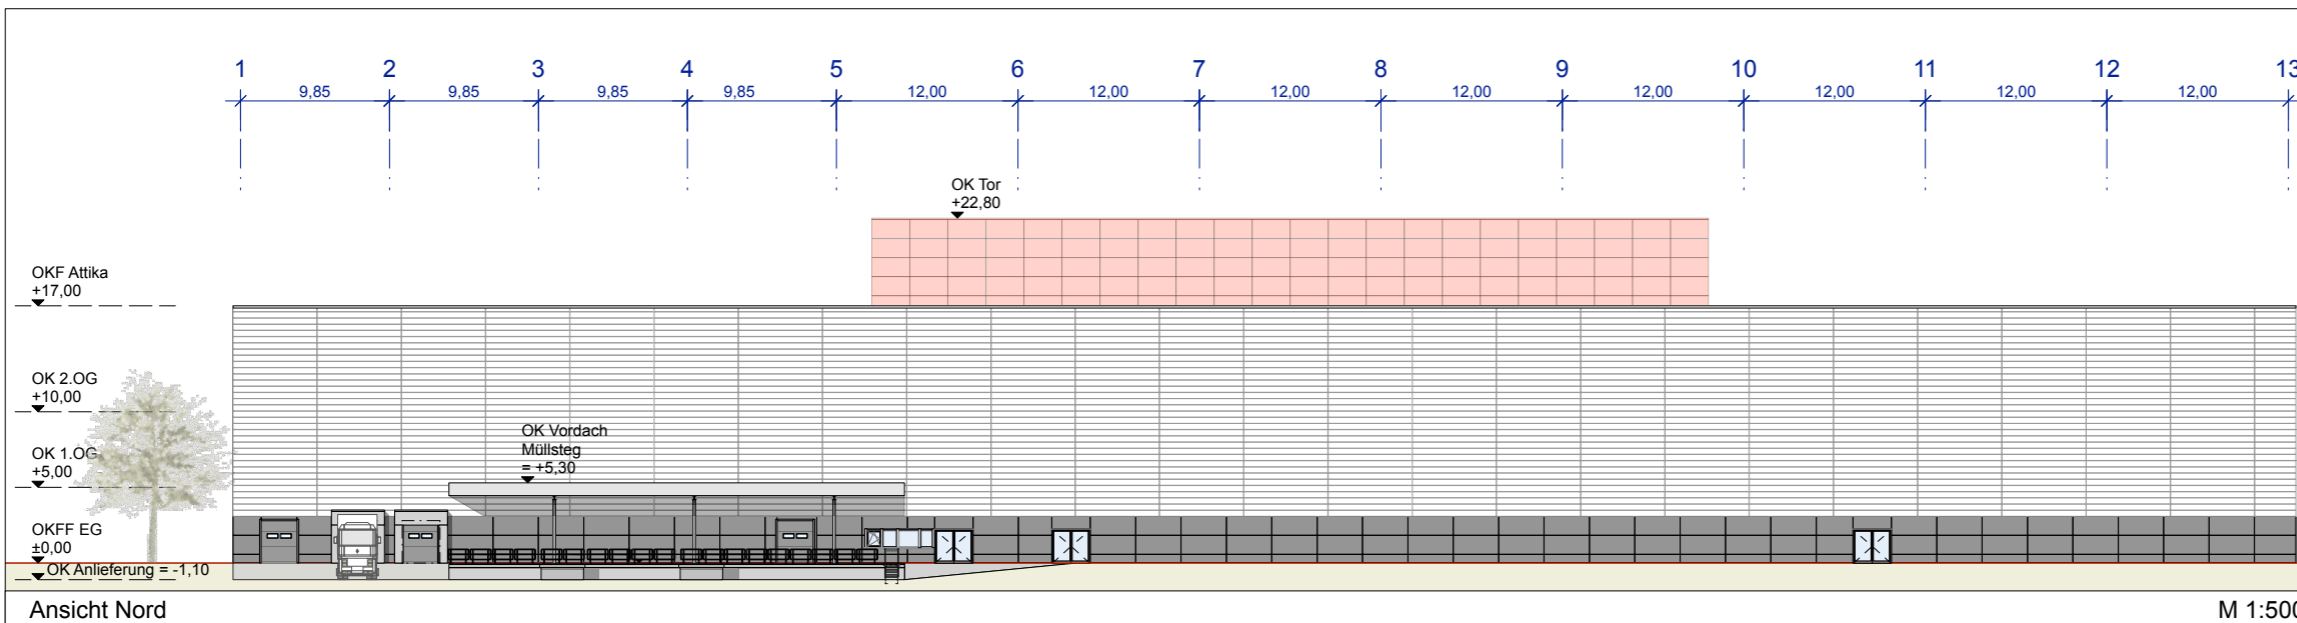 1 2 3 4 5 6 7 8 9 10 11 12 13
9,85 9,85 9,85 9,85 12,00 12,00 12,00 12,00 12,00 12,00 12,00 12,00
OK Tor
+22,80
OKF Attika
+17,00
OK 2.OG
+10,00
OK Vordach
Müllsteg
= +5,30
OK 1.OG
+5,00
OKFF EG
±0,00
OK Anlieferung = -1,10
Ansicht Nord
M 1:500